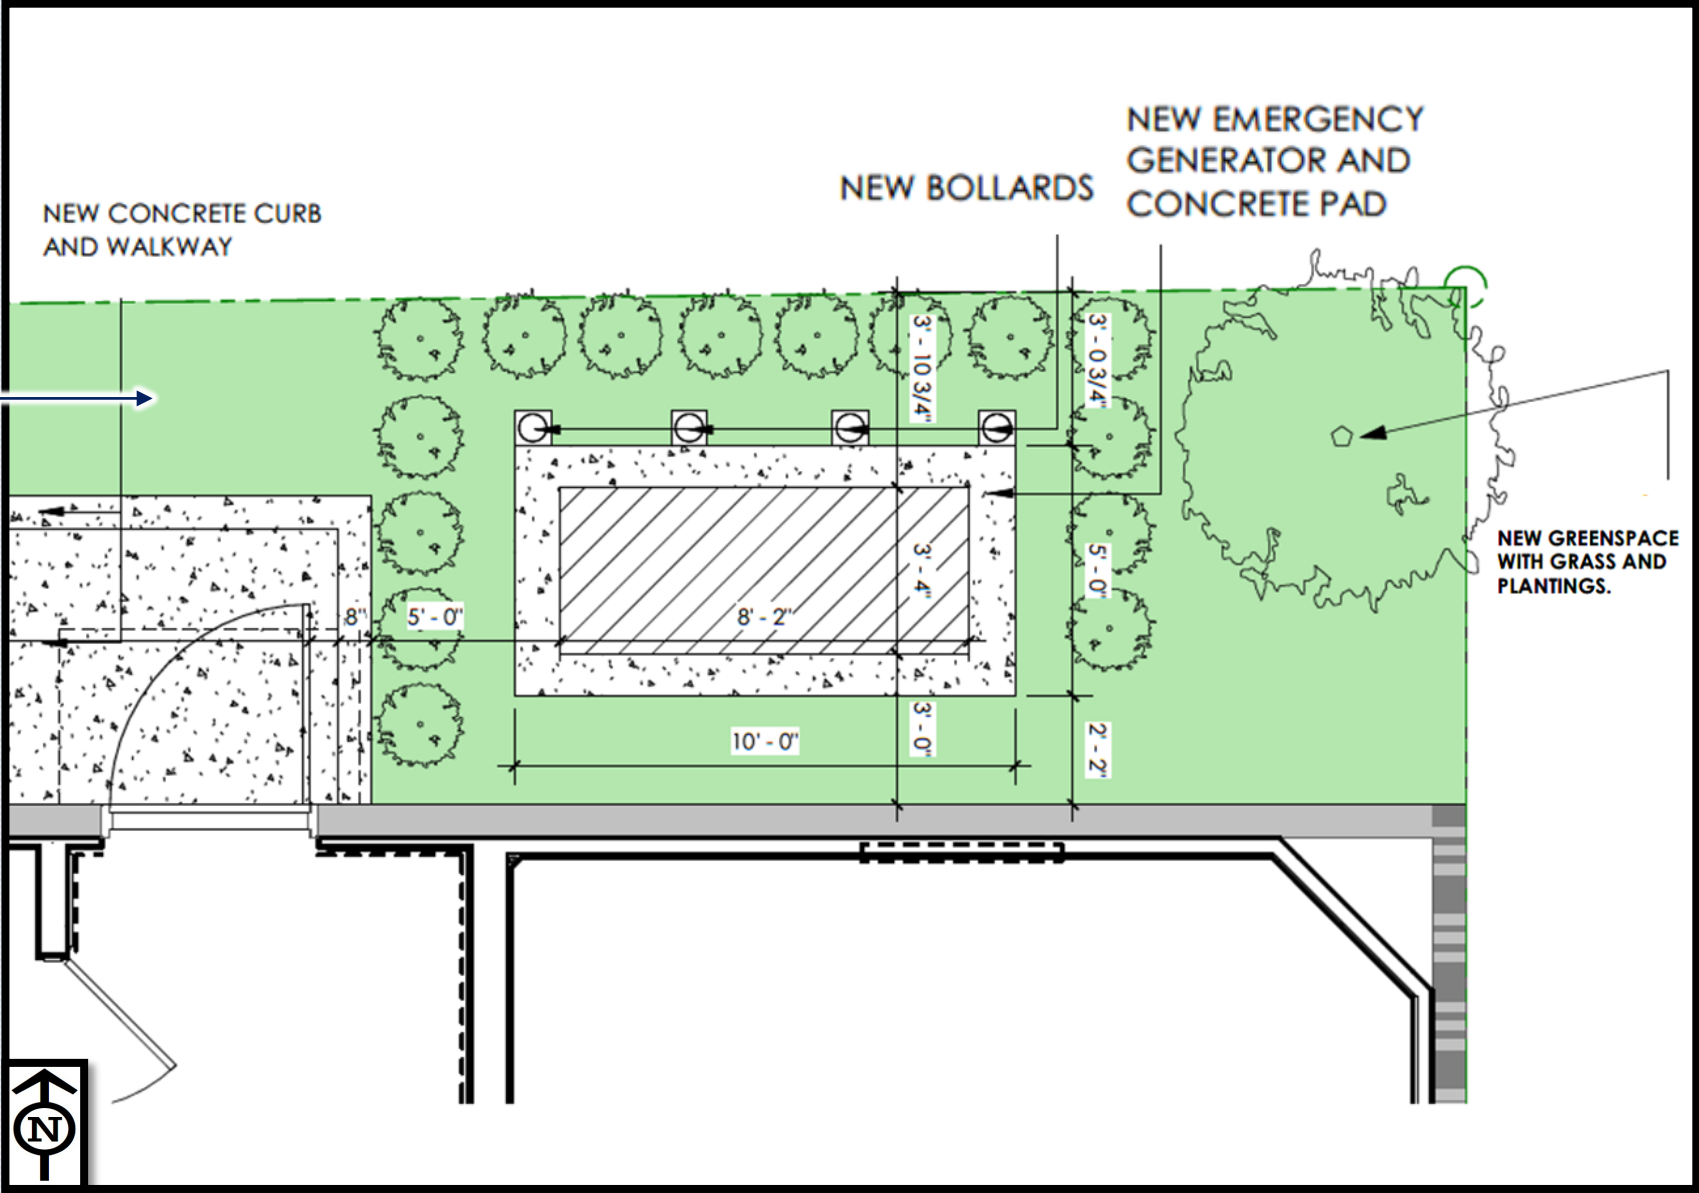 NEW EMERGENCY
GENERATOR AND
CONCRETE PAD
NEW BOLLARDS
NEW CONCRETE CURB
AND WALKWAY
3' - 10 3/4"
3' - 0 3/4"
NEW GREENSPACE
WITH GRASS AND
PLANTINGS.
3' - 4"
5' - 0"
8"
5' - 0"
8' - 2"
10' - 0"
3' - 0"
2' - 2"
N